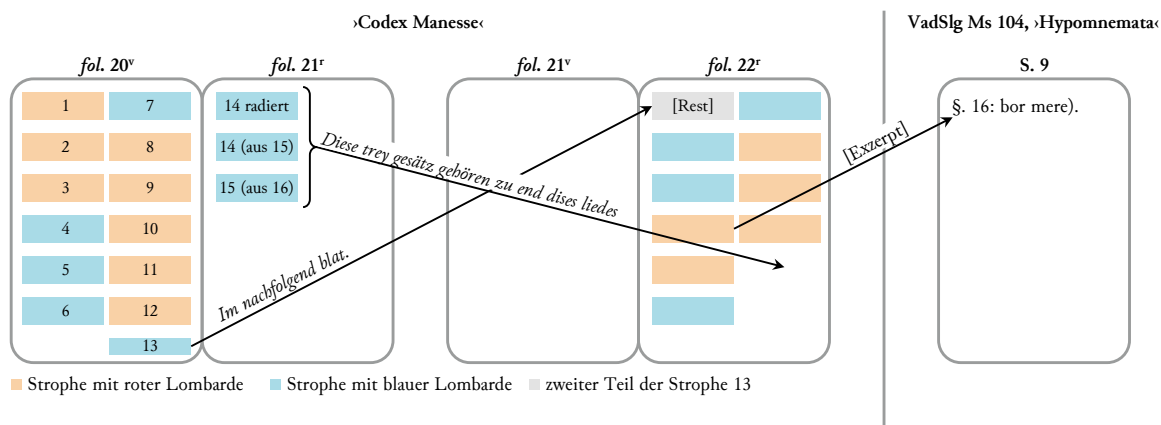 ›Codex Manesse‹
VadSlg Ms 104, ›Hypomnemata‹
fol. 20ᵛ
fol. 21ʳ
fol. 21ᵛ
fol. 22ʳ
S. 9
1
7
2
8
3
9
4
10
5
11
6
12
13
14 radiert
14 (aus 15)
15 (aus 16)
Diese trey gesätz gehören zu end dises liedes
Im nachfolgend blat.
[Rest]
[Exzerpt]
§. 16: bor mere).
Strophe mit roter Lombarde
Strophe mit blauer Lombarde
zweiter Teil der Strophe 13